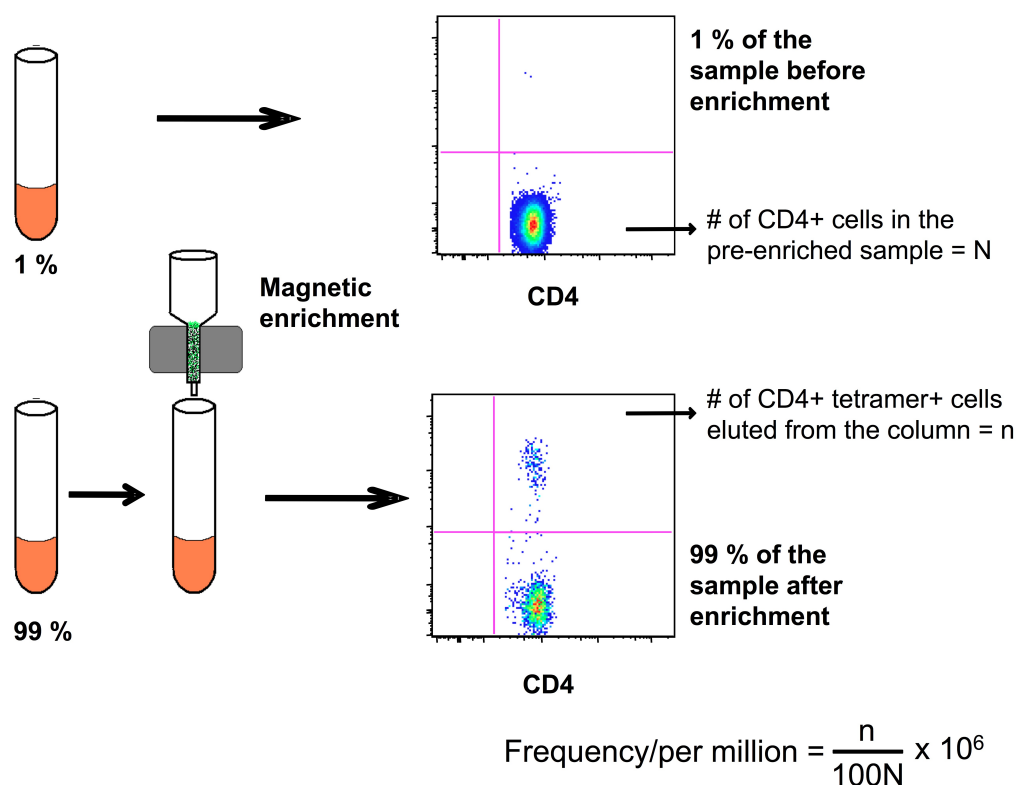 1 % of the
sample before
enrichment
# of CD4+ cells in the
pre-enriched sample = N
1 %
CD4
Magnetic
enrichment
# of CD4+ tetramer+ cells
eluted from the column = n
99 % of the
sample after
enrichment
99 %
CD4
Frequency/per million = n/100N x 10⁶